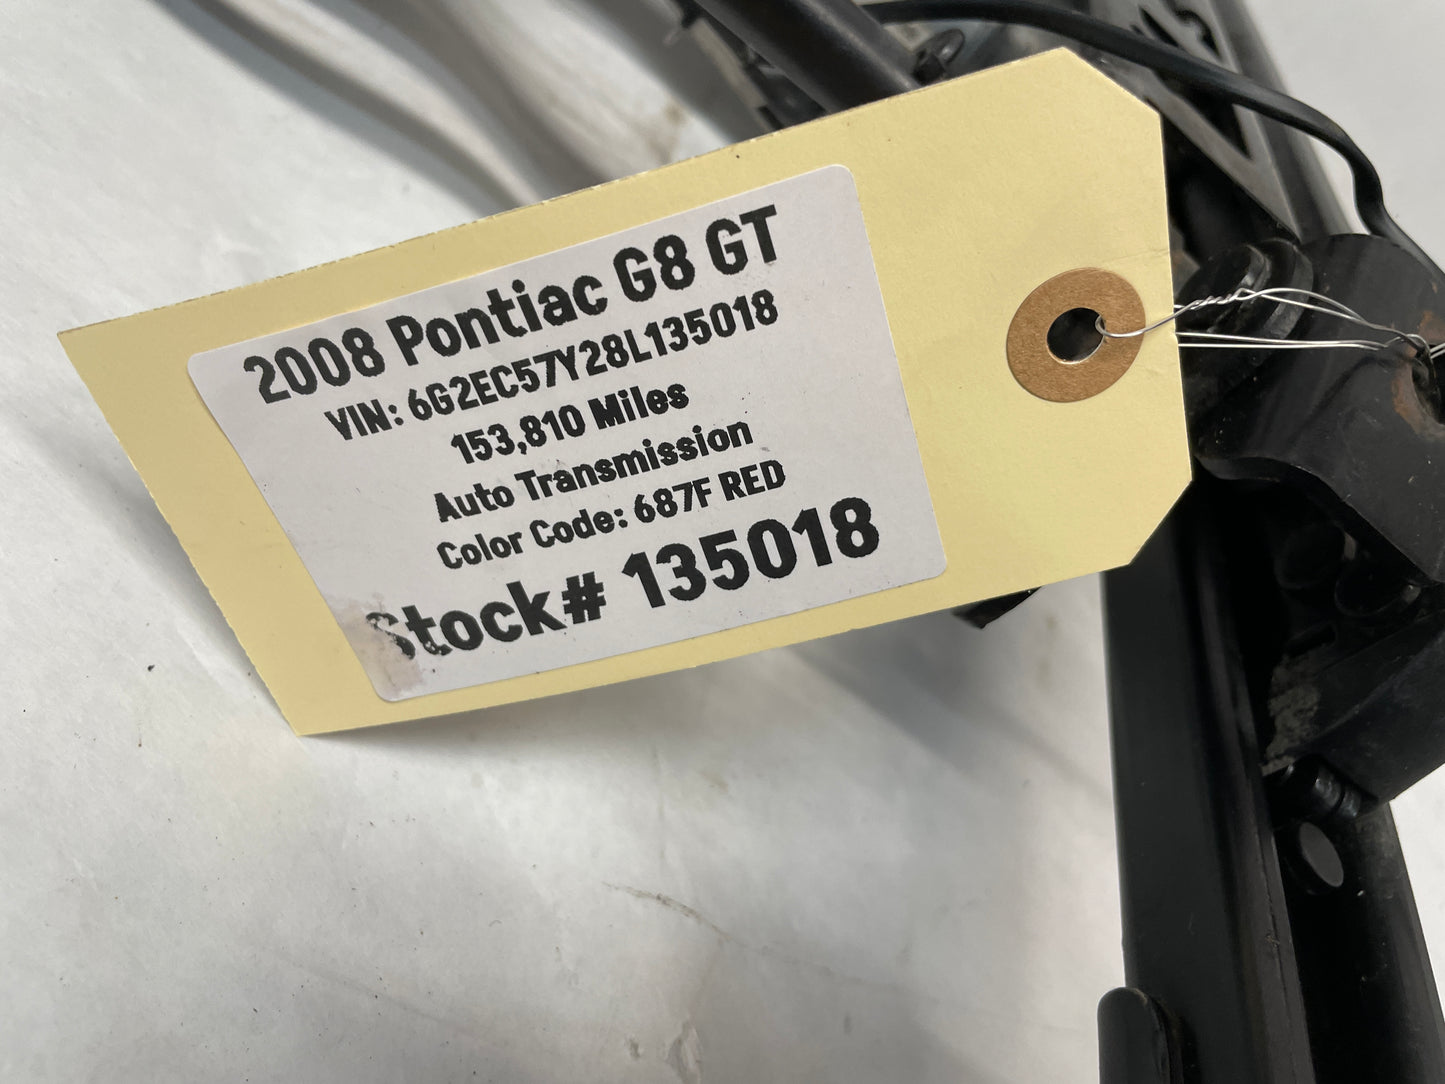 2008 Pontiac G8 GT
VIN: 6G2EC57Y28L135018
153,810 Miles
Auto Transmission
Color Code: 687F RED
Stock# 135018